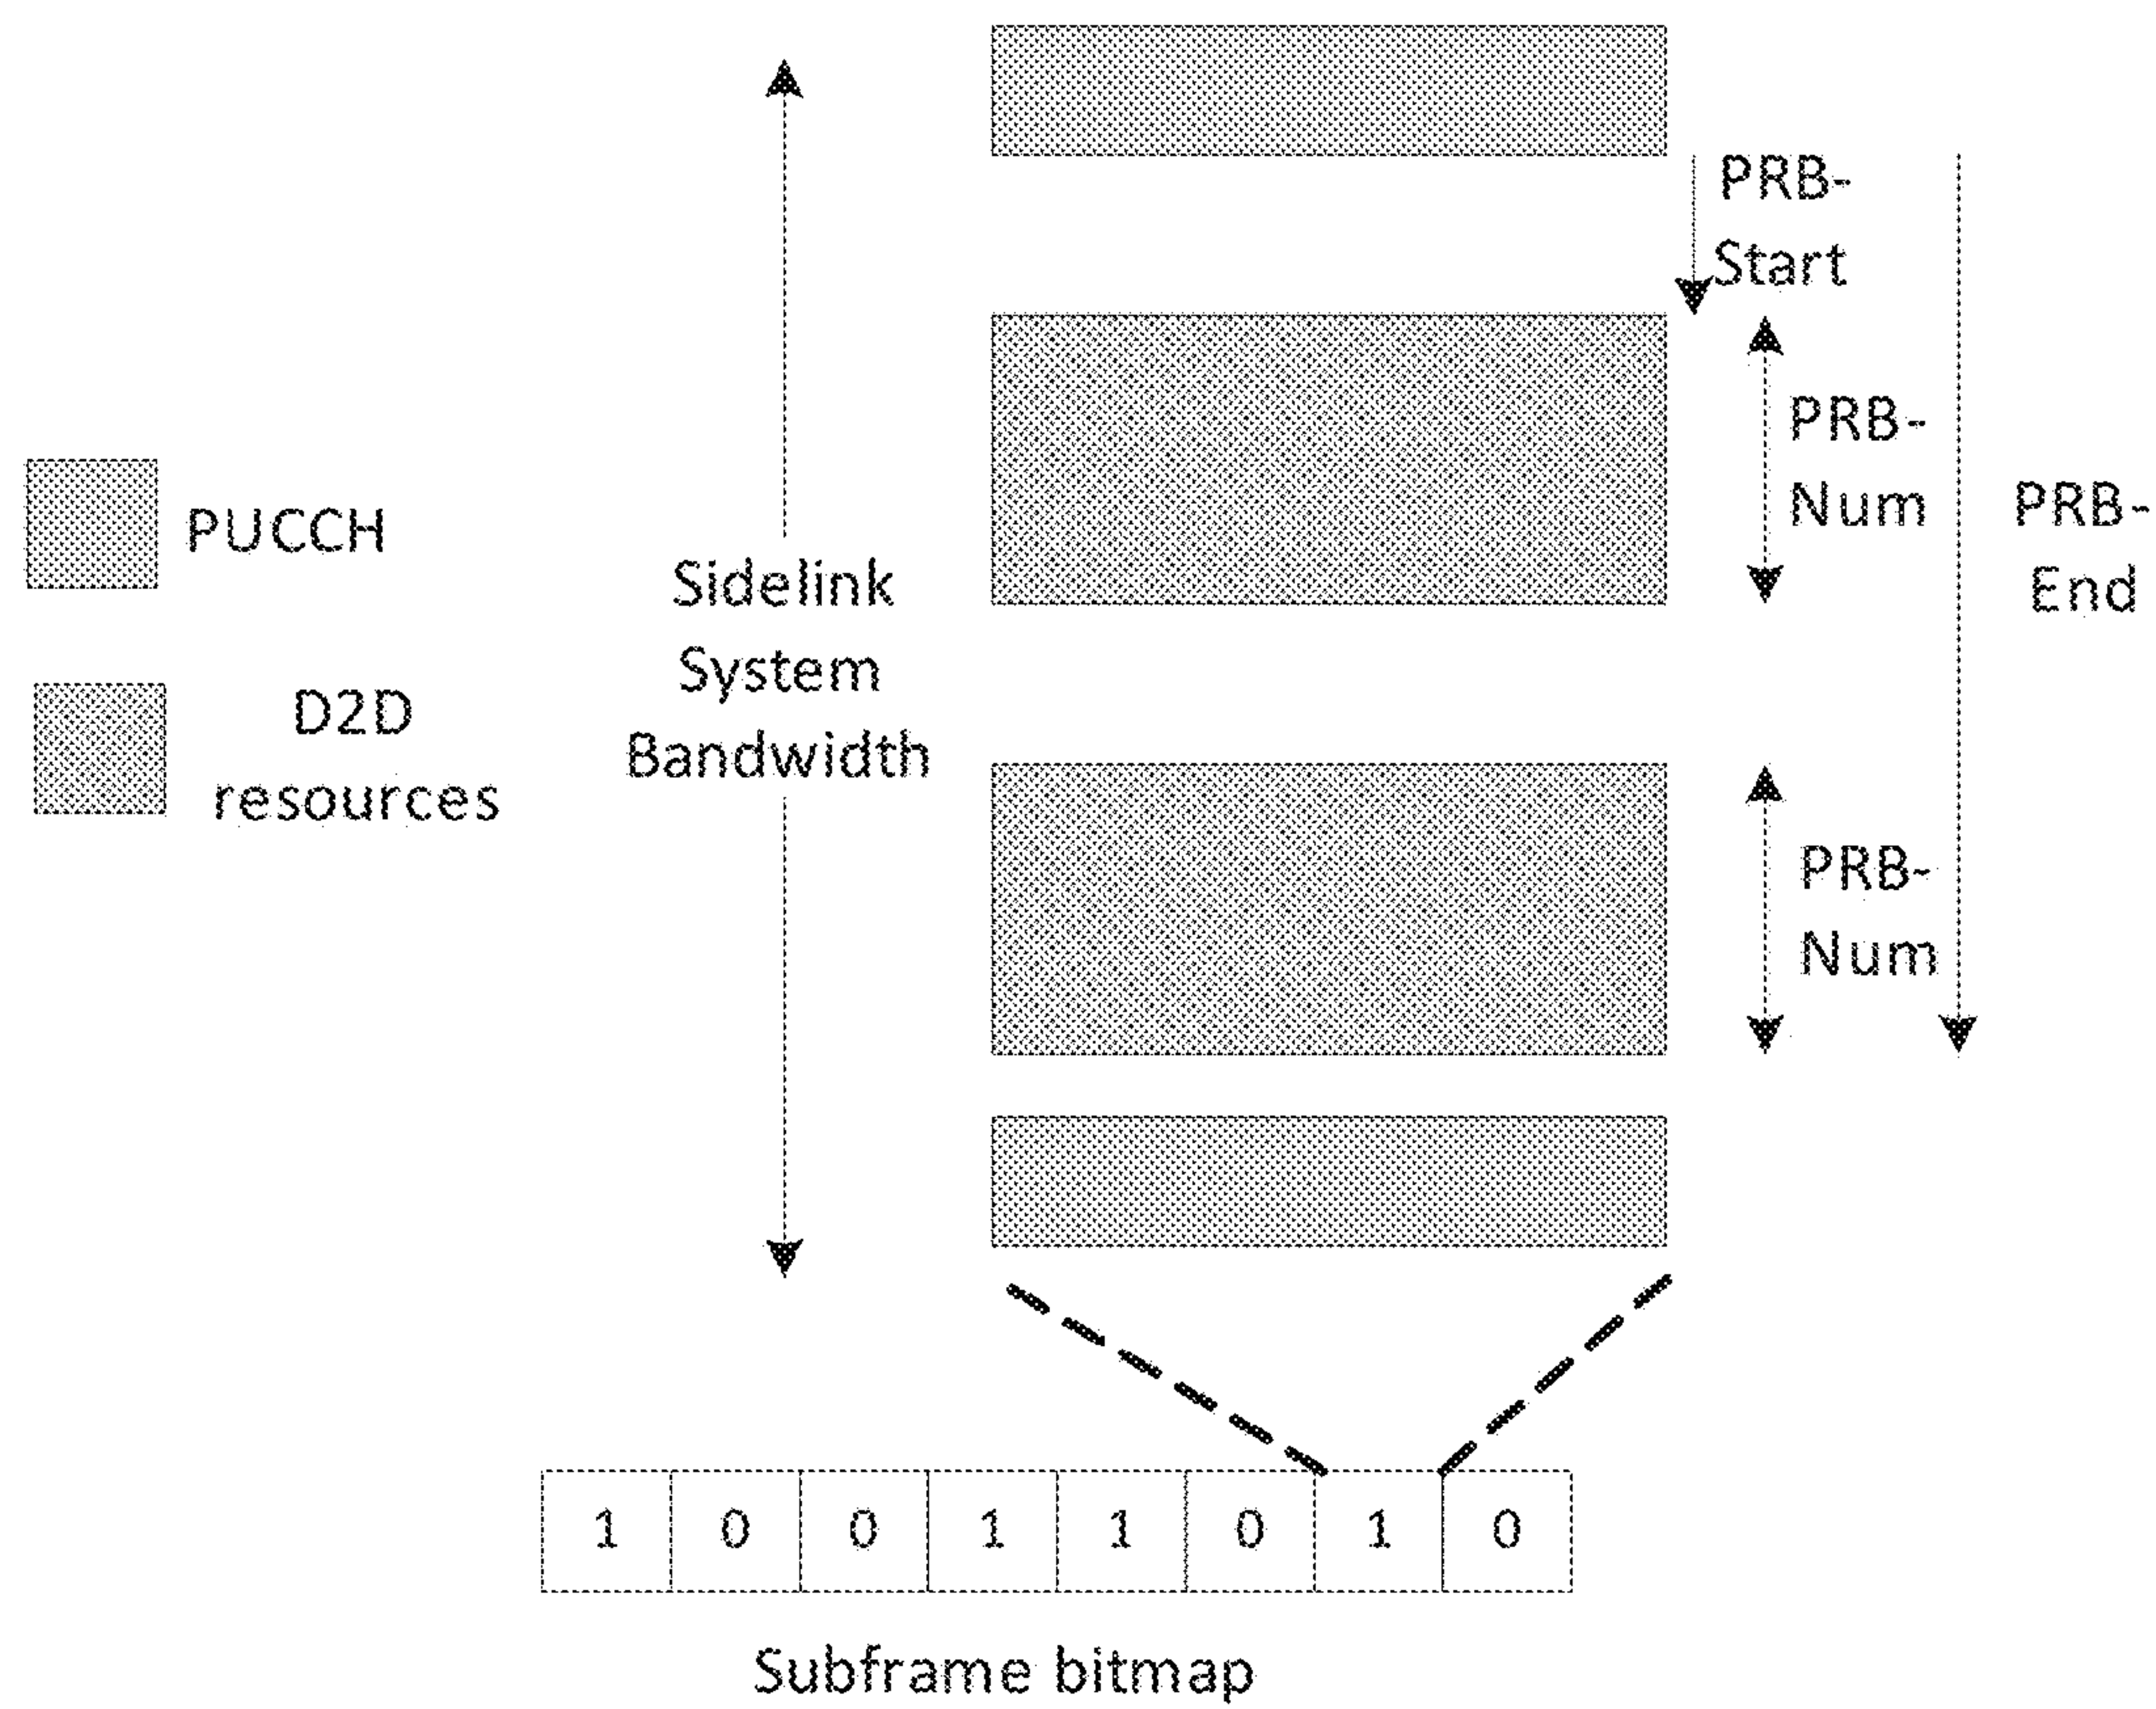 PRB-
Start
PRB-
Num
PUCCH
PRB-
End
Sidelink
System
Bandwidth
D2D
resources
PRB-
Num
1 0 0 1 1 0 1 0
Subframe bitmap